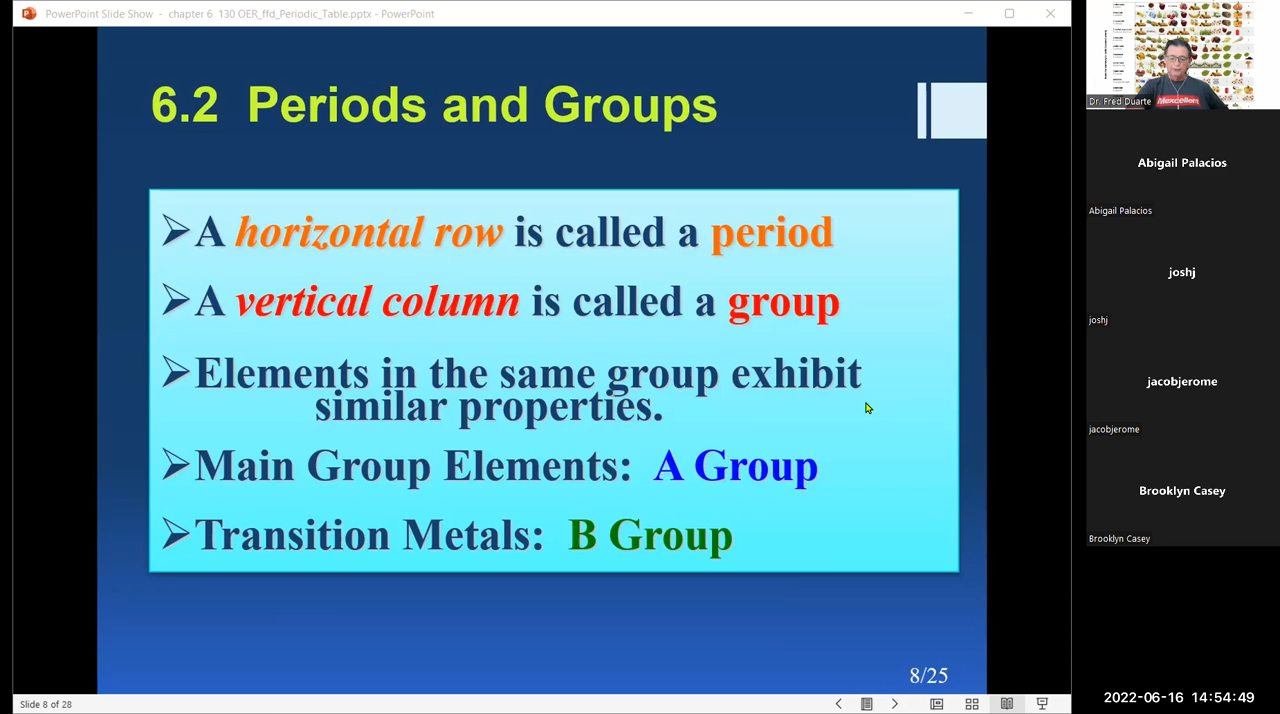 PowerPoint Slide Show - chapter 6 130 OER_ffd_Periodic_Table.pptx - PowerPoint
6.2 Periods and Groups
➢A horizontal row is called a period
➢A vertical column is called a group
➢Elements in the same group exhibit
similar properties.
➢Main Group Elements: A Group
➢Transition Metals: B Group
8/25
Slide 8 of 28
Dr. Fred Duarte
Mexcellent
Abigail Palacios
Abigail Palacios
joshj
joshj
jacobjerome
jacobjerome
Brooklyn Casey
Brooklyn Casey
2022-06-16 14:54:49